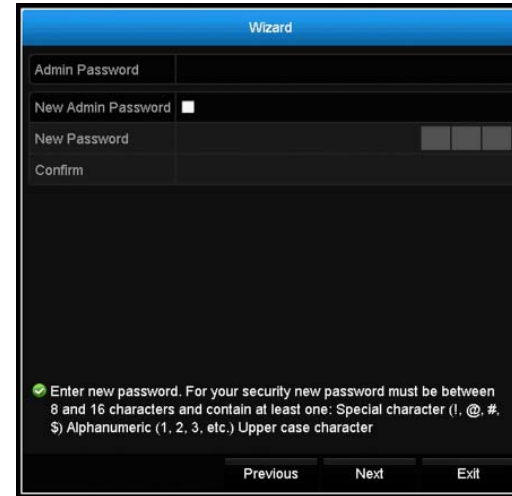 Wizard
Admin Password
New Admin Password
New Password
Confirm
Enter new password. For your security new password must be between
8 and 16 characters and contain at least one: Special character (!, @, #,
$) Alphanumeric (1, 2, 3, etc.) Upper case character
Previous Next Exit